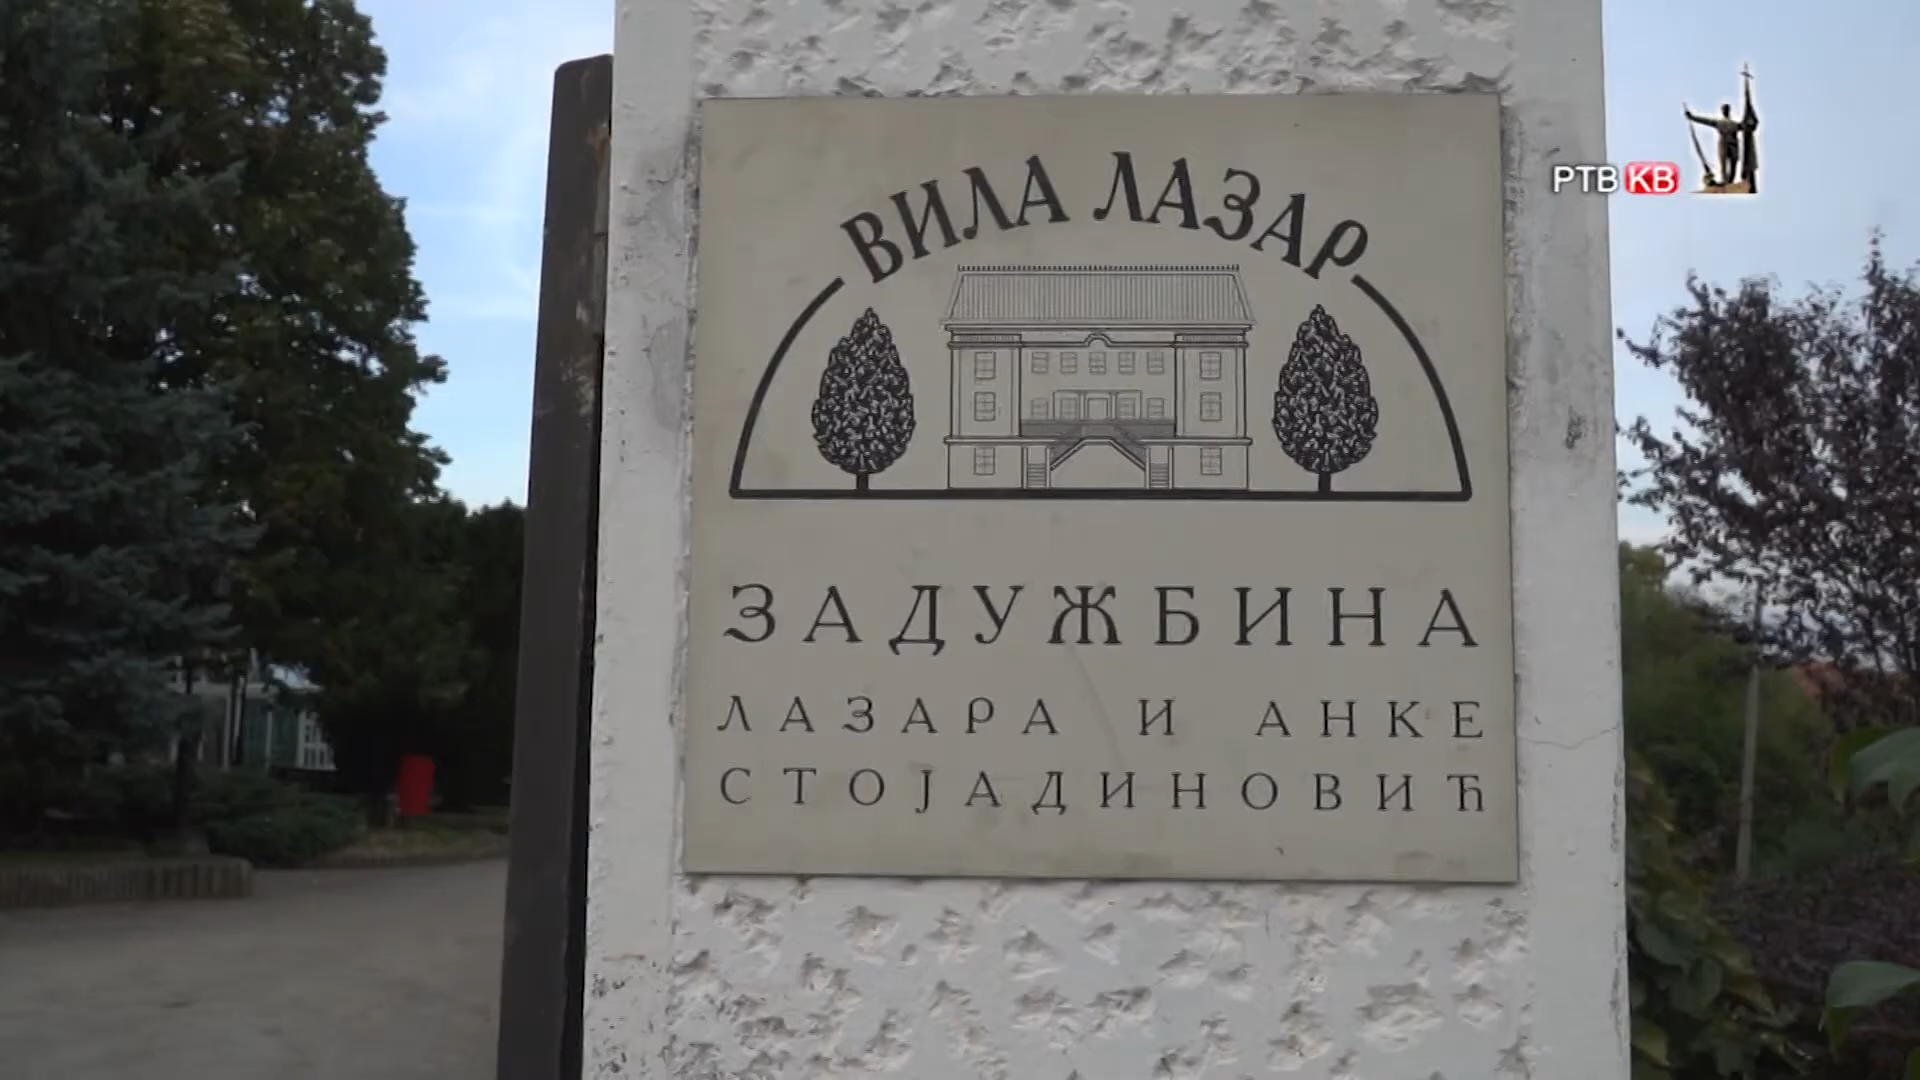 РТВ КВ
ВИЛА ЛАЗАР
ЗАДУЖБИНА
ЛАЗАРА И АНКЕ
СТОЈАДИНОВИЋ